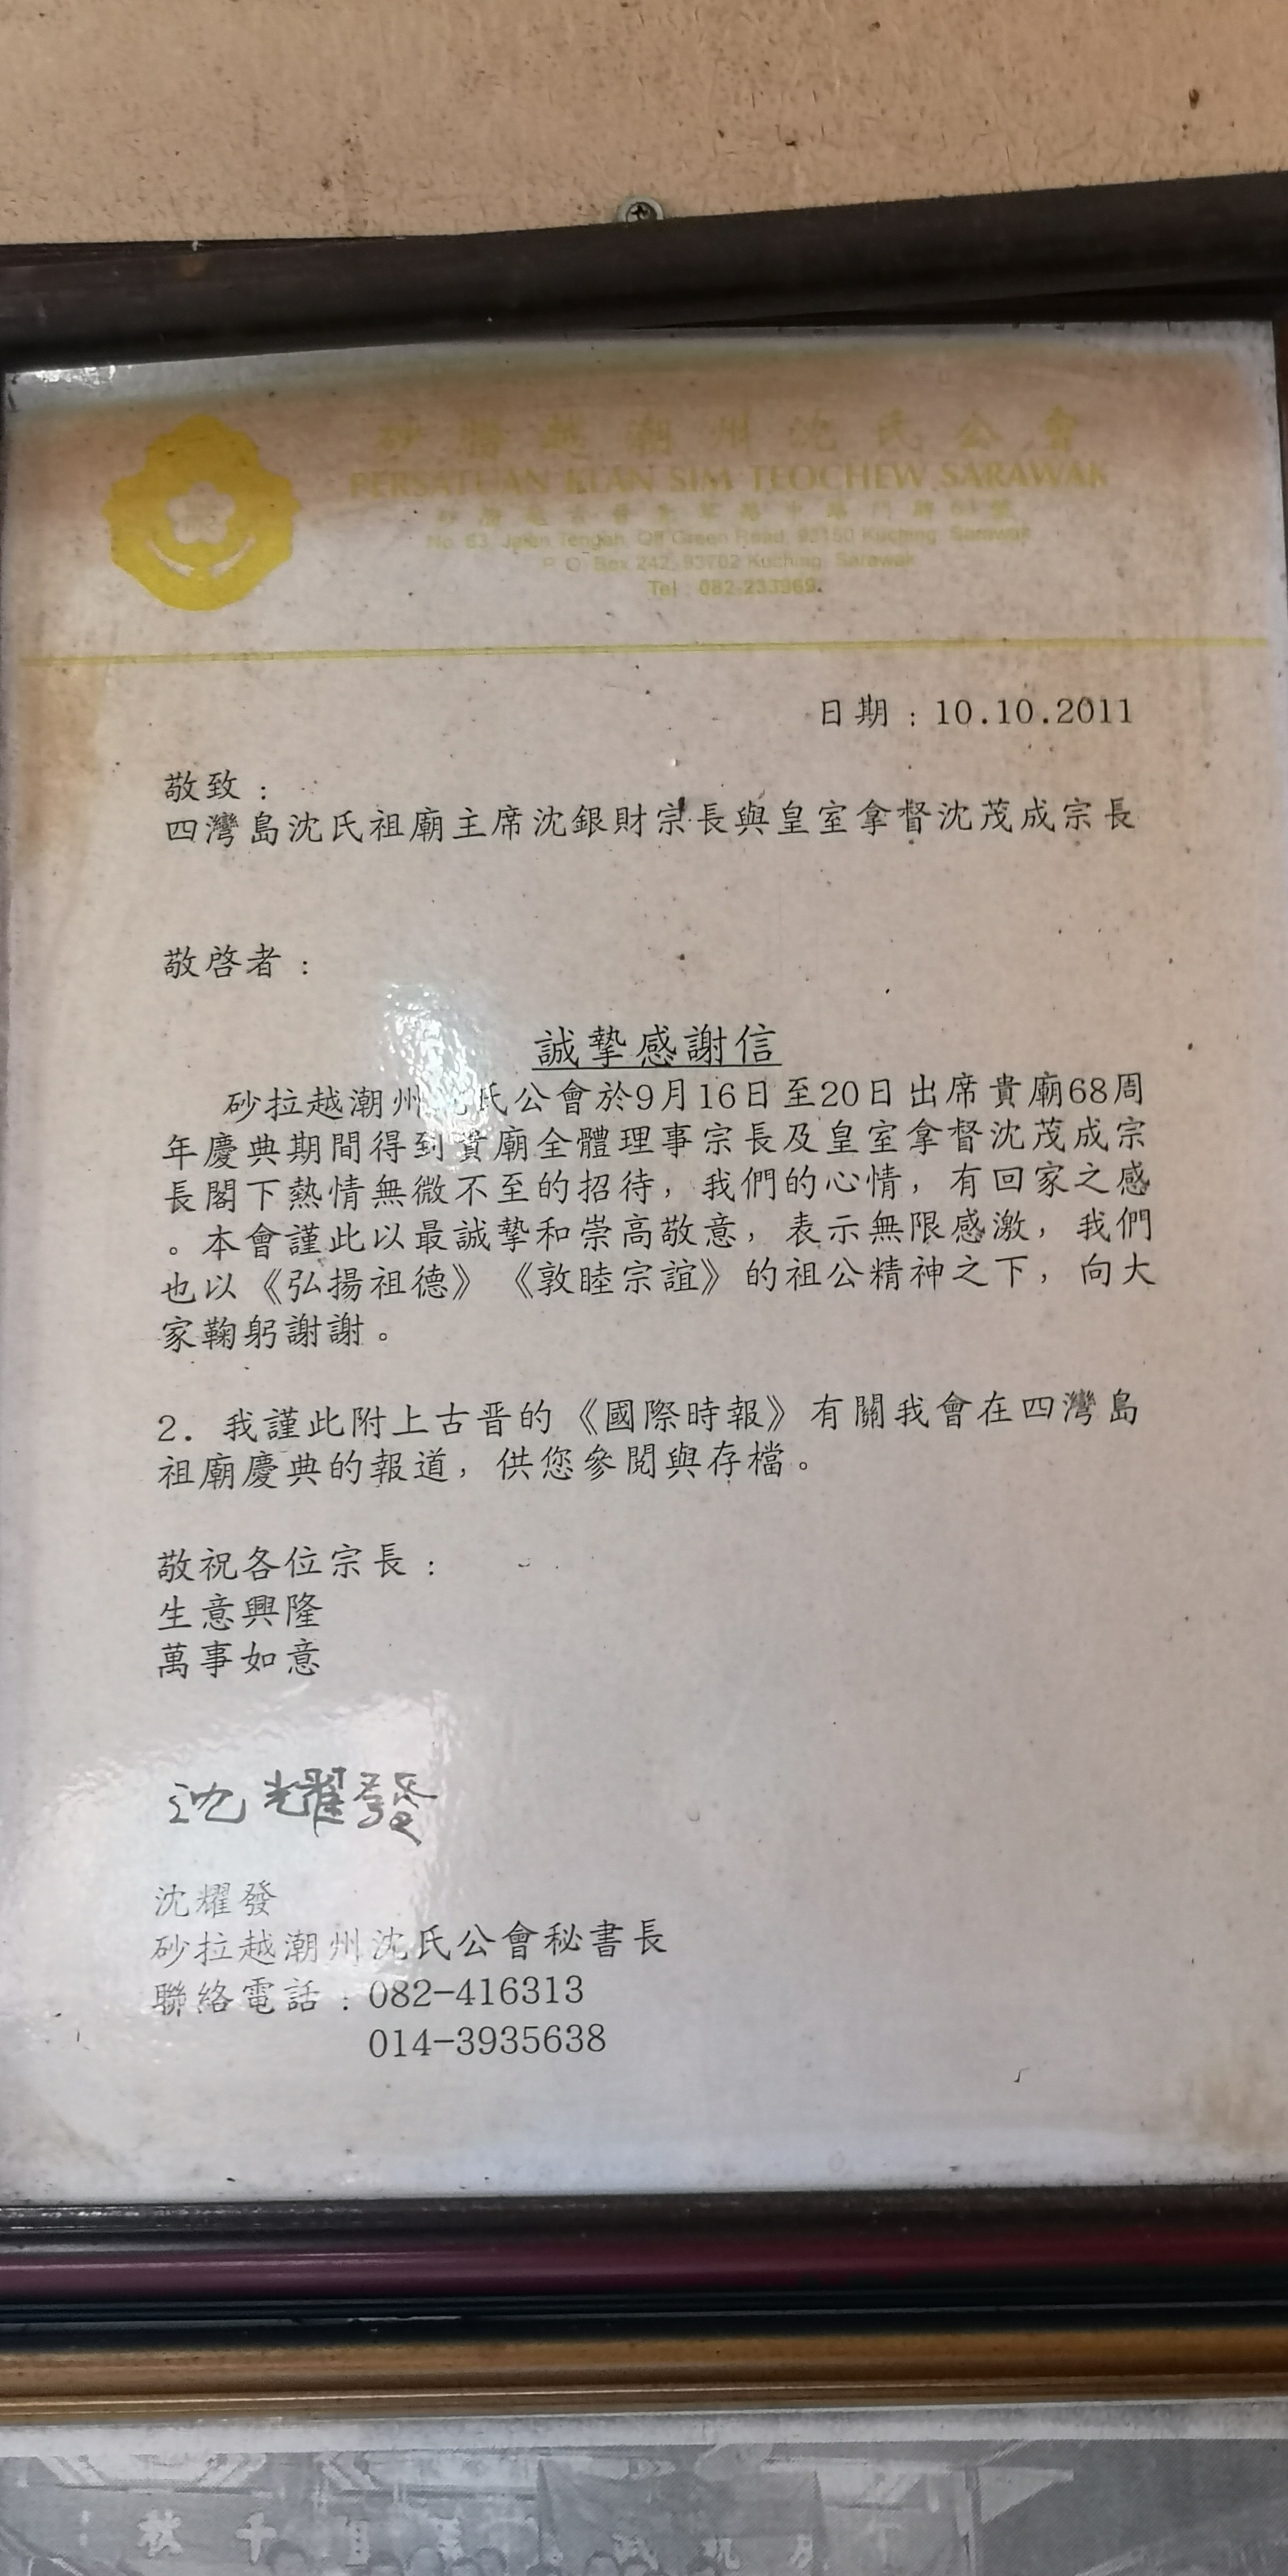 砂朥越潮州沈氏公會
PERSATUAN KLAN SIM TEOCHEW SARAWAK
No. 63, Jalan Tengah, Off Green Road, 93150 Kuching, Sarawak
P. O. Box 242, 93702 Kuching, Sarawak
Tel : 082-233969.
日期：10.10.2011
敬致：
四灣島沈氏祖廟主席沈銀財宗長與皇室拿督沈茂成宗長
敬啓者：
誠摯感謝信
砂拉越潮州沈氏公會於9月16日至20日出席貴廟68周
年慶典期間得到貴廟全體理事宗長及皇室拿督沈茂成宗
長閣下熱情無微不至的招待，我們的心情，有回家之感
。本會謹此以最誠摯和崇高敬意，表示無限感激，我們
也以《弘揚祖德》《敦睦宗誼》的祖公精神之下，向大
家鞠躬謝謝。
2. 我謹此附上古晋的《國際時報》有關我會在四灣島
祖廟慶典的報道，供您參閱與存檔。
敬祝各位宗長：
生意興隆
萬事如意
沈耀發
沈耀發
砂拉越潮州沈氏公會秘書長
聯絡電話：082-416313
014-3935638